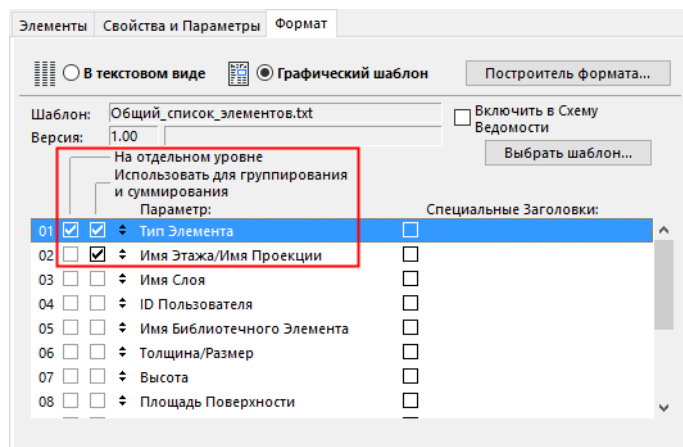 Элементы Свойства и Параметры Формат
В текстовом виде Графический шаблон Построитель формата...
Шаблон: Общий_список_элементов.txt Включить в Схему
Версия: 1.00 Ведомости
На отдельном уровне Выбрать шаблон...
Использовать для группирования
и суммирования
Параметр: Специальные Заголовки:
01 Тип Элемента
02 Имя Этажа/Имя Проекции
03 Имя Слоя
04 ID Пользователя
05 Имя Библиотечного Элемента
06 Толщина/Размер
07 Высота
08 Площадь Поверхности